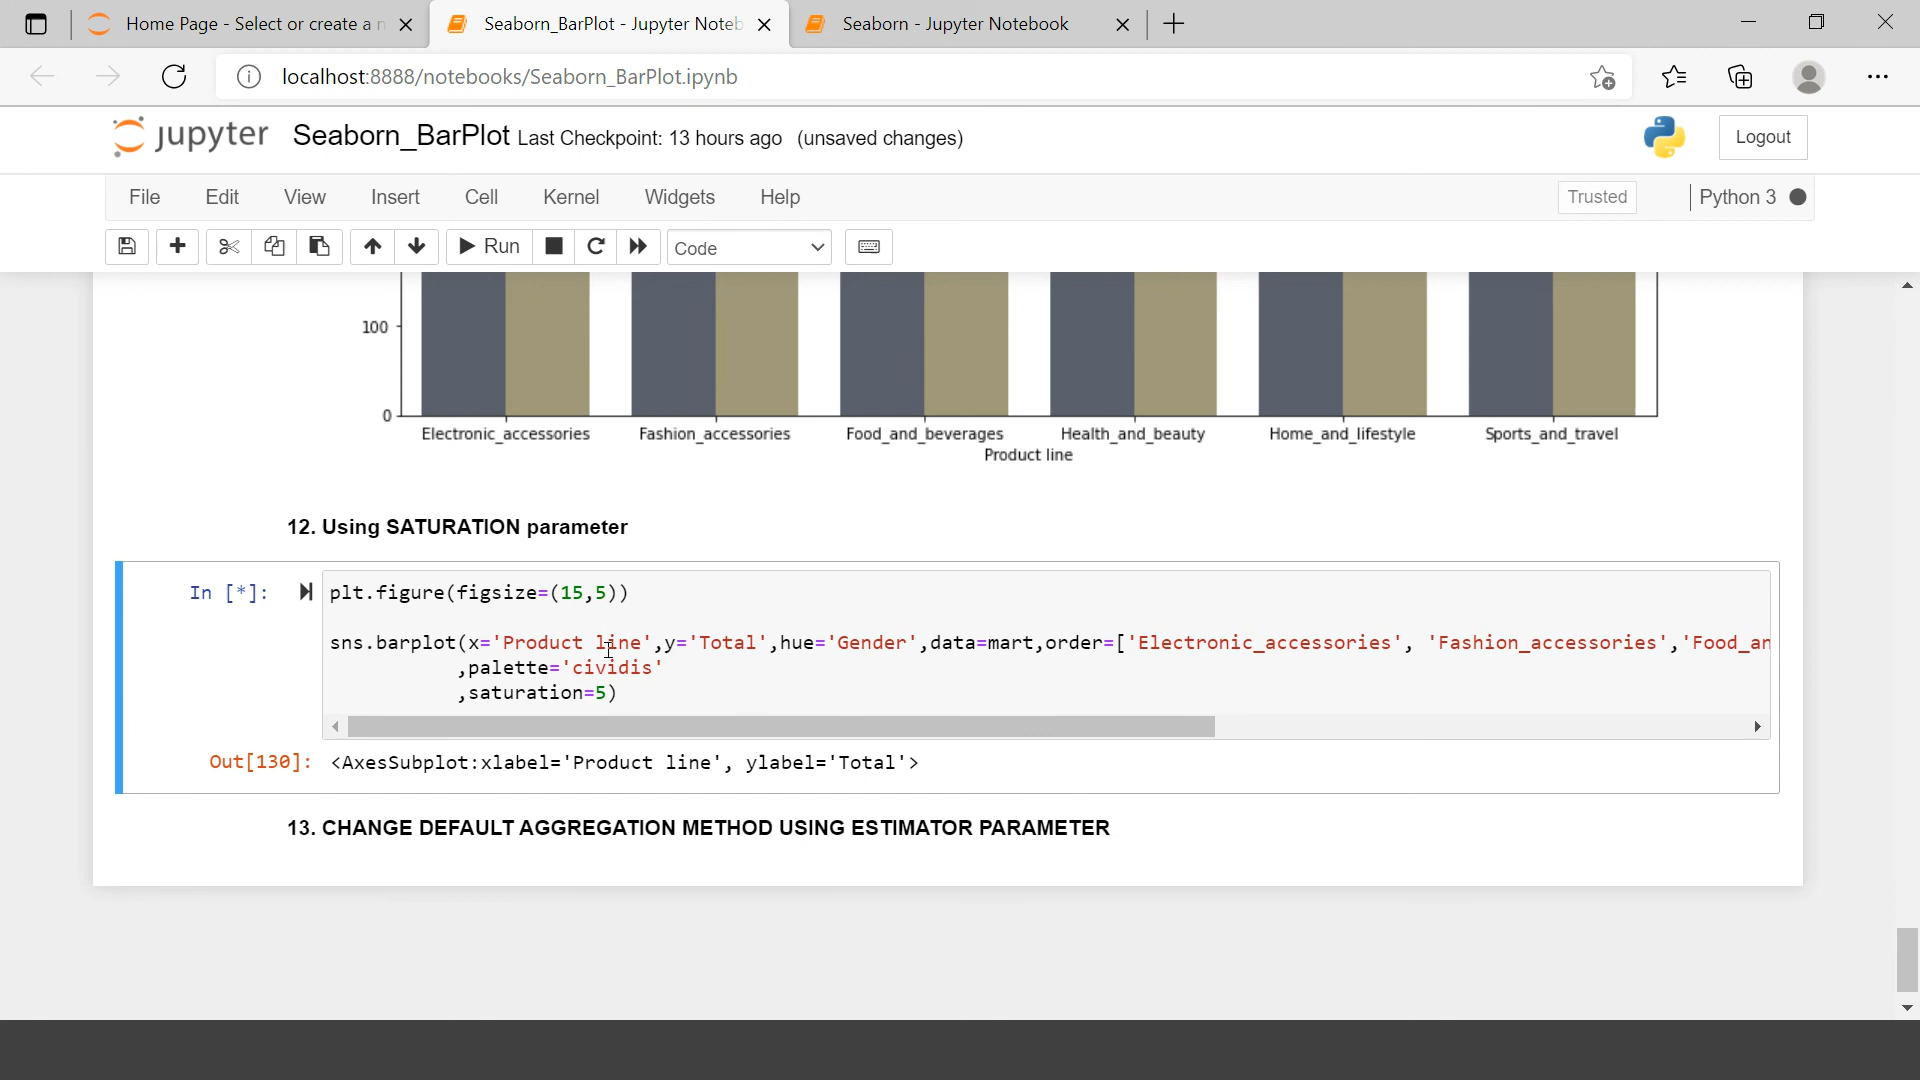 Home Page - Select or create a n
Seaborn_BarPlot - Jupyter Noteb
Seaborn - Jupyter Notebook
localhost:8888/notebooks/Seaborn_BarPlot.ipynb
jupyter Seaborn_BarPlot Last Checkpoint: 13 hours ago (unsaved changes)
Logout
File Edit View Insert Cell Kernel Widgets Help
Trusted
Python 3
Run
Code
100
0
Electronic_accessories Fashion_accessories Food_and_beverages Health_and_beauty Home_and_lifestyle Sports_and_travel
Product line
12. Using SATURATION parameter
In [*]: plt.figure(figsize=(15,5))
sns.barplot(x='Product line',y='Total',hue='Gender',data=mart,order=['Electronic_accessories', 'Fashion_accessories','Food_an
,palette='cividis'
,saturation=5)
Out[130]: <AxesSubplot:xlabel='Product line', ylabel='Total'>
13. CHANGE DEFAULT AGGREGATION METHOD USING ESTIMATOR PARAMETER